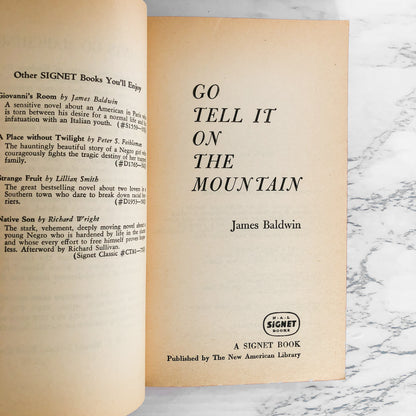 Other SIGNET Books You'll Enjoy
Giovanni's Room by James Baldwin
A sensitive novel about an American in Paris who
is torn between his desire for a normal life and his
infatuation with an Italian youth.
A Place without Twilight by Peter S. Feibleman
The hauntingly beautiful story of a Negro girl who
courageously fights the tragic destiny of her
family.
Strange Fruit by Lillian Smith
The great bestselling novel about two lovers in a
Southern town who dare to break down racial bar-
riers.
Native Son by Richard Wright
The stark, vehement, deeply moving novel about a
young Negro who is hardened by life in the
and whose every effort to free himself proves hope-
less. Afterword by Richard Sullivan.
(Signet Classic
GO
TELL IT
ON
THE
MOUNTAIN
James Baldwin
N.A.L
SIGNET
BOOKS
A SIGNET BOOK
Published by The New American Library